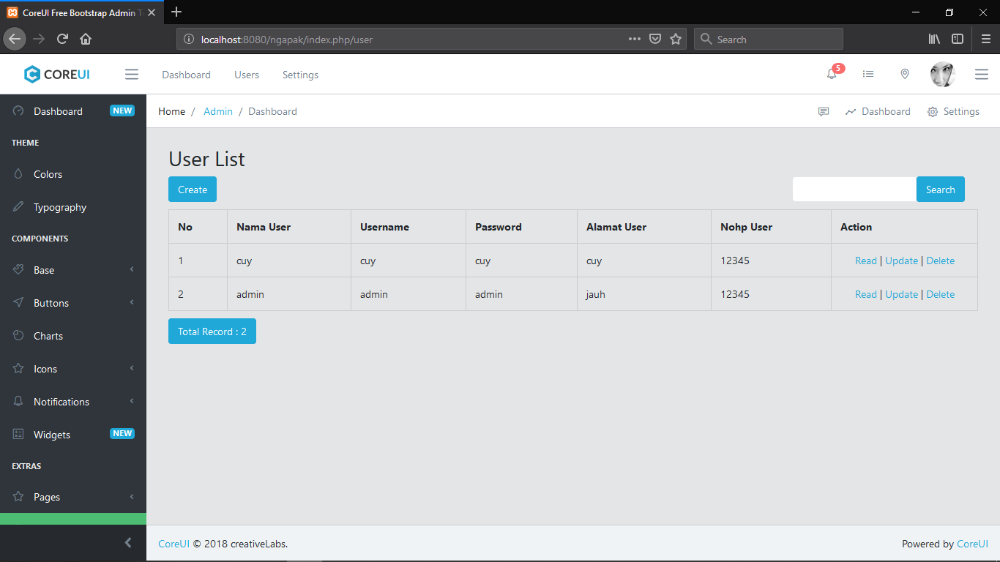 CoreUI Free Bootstrap Admin T
localhost:8080/ngapak/index.php/user
Search
COREUI
Dashboard Users Settings
5
Dashboard NEW
THEME
Colors
Typography
COMPONENTS
Base
Buttons
Charts
Icons
Notifications
Widgets NEW
EXTRAS
Pages
Home / Admin / Dashboard
Dashboard Settings
User List
Create
Search
No Nama User Username Password Alamat User Nohp User Action
1 cuy cuy cuy cuy 12345 Read | Update | Delete
2 admin admin admin jauh 12345 Read | Update | Delete
Total Record : 2
CoreUI © 2018 creativeLabs.
Powered by CoreUI